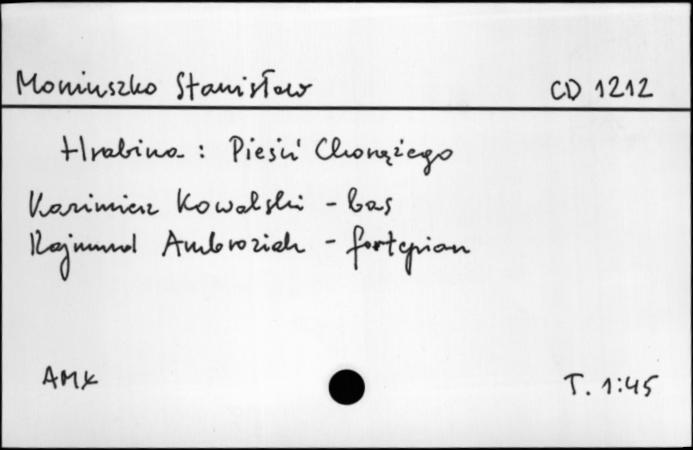 Moniuszko Stanisław CD 1212
Hrabina : Pieśń Chorążego
Kazimierz Kowalski - bas
Rajmund Ambroziak - fortepian
AMK T. 1:45